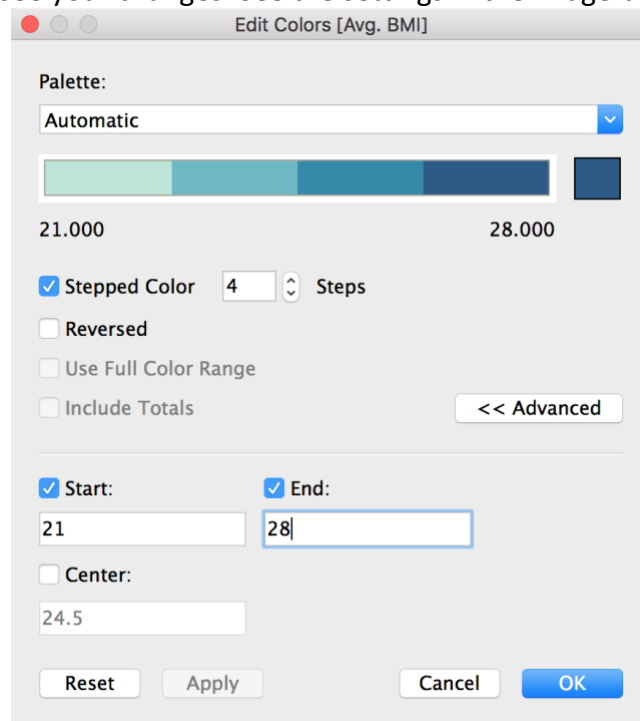 Edit Colors [Avg. BMI]
Palette:
Automatic
21.000 28.000
Stepped Color 4 Steps
Reversed
Use Full Color Range
Include Totals << Advanced
Start: End:
21 28
Center:
24.5
Reset Apply Cancel OK